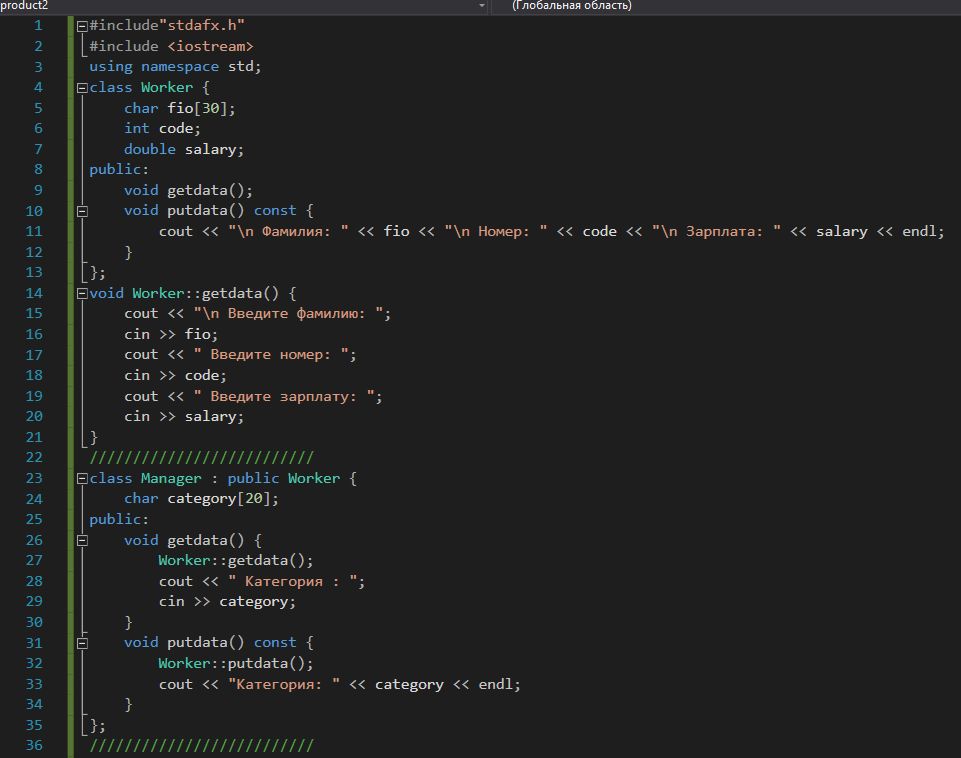 product2 (Глобальная область)
1 #include"stdafx.h"
2 #include <iostream>
3 using namespace std;
4 class Worker {
5 char fio[30];
6 int code;
7 double salary;
8 public:
9 void getdata();
10 void putdata() const {
11 cout << "\n Фамилия: " << fio << "\n Номер: " << code << "\n Зарплата: " << salary << endl;
12 }
13 };
14 void Worker::getdata() {
15 cout << "\n Введите фамилию: ";
16 cin >> fio;
17 cout << " Введите номер: ";
18 cin >> code;
19 cout << " Введите зарплату: ";
20 cin >> salary;
21 }
22 //////////////////////////
23 class Manager : public Worker {
24 char category[20];
25 public:
26 void getdata() {
27 Worker::getdata();
28 cout << " Категория : ";
29 cin >> category;
30 }
31 void putdata() const {
32 Worker::putdata();
33 cout << "Категория: " << category << endl;
34 }
35 };
36 //////////////////////////